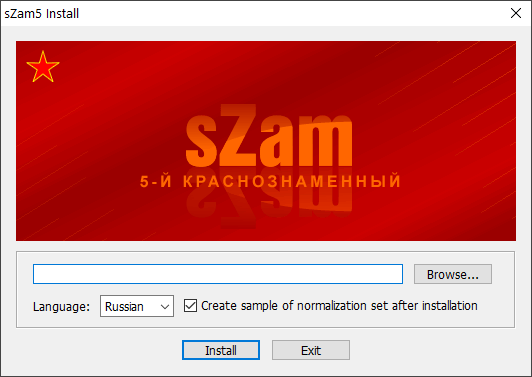 sZam5 Install
sZam
5-Й КРАСНОЗНАМЕННЫЙ
Browse...
Language: Russian Create sample of normalization set after installation
Install Exit